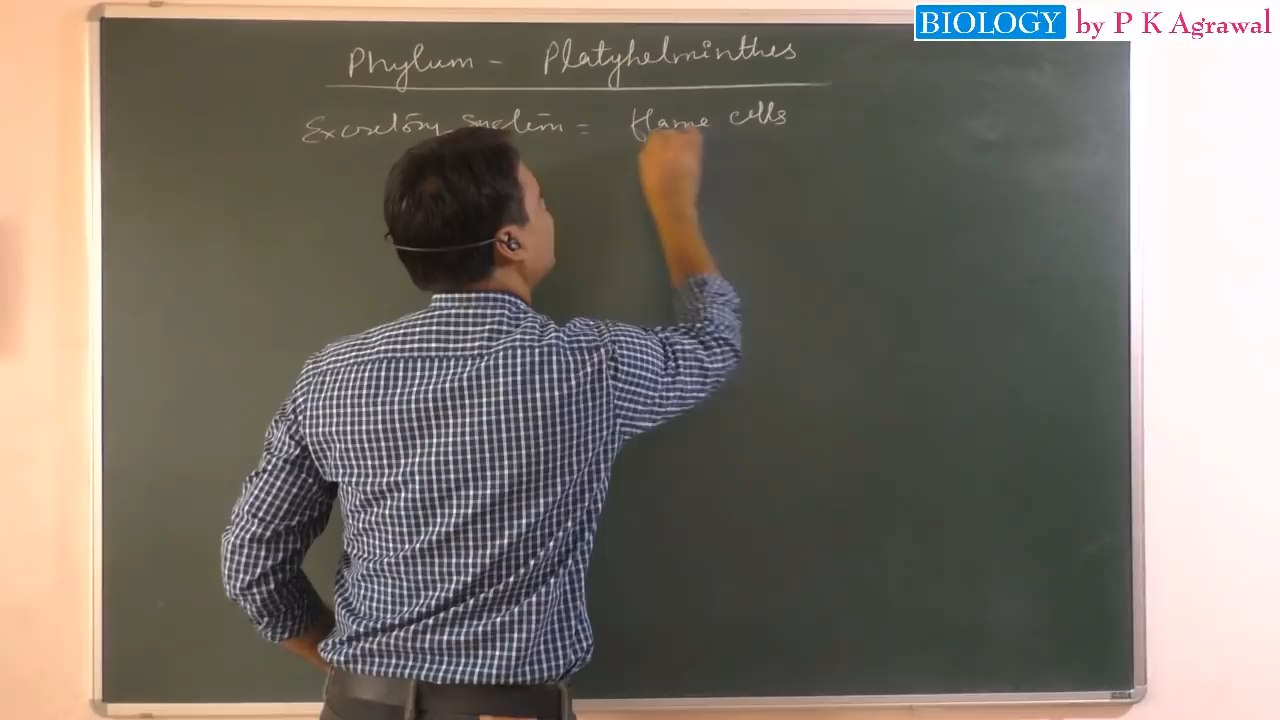 BIOLOGY by P K Agrawal
Phylum - Platyhelminthes
Excretory System = flame cells